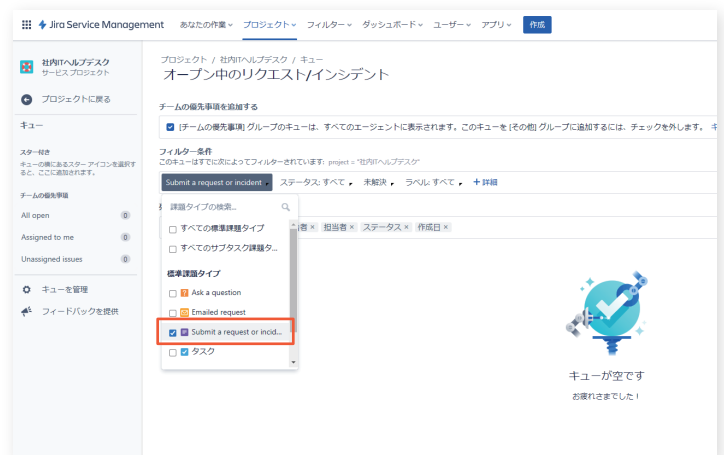 Jira Service Management あなたの作業 プロジェクト フィルター ダッシュボード ユーザー アプリ 作成
社内ITヘルプデスク
サービス プロジェクト
プロジェクトに戻る
キュー
スター付き
キューの横にあるスター アイコンを選択す
ると、ここに追加されます。
チームの優先事項
All open 0
Assigned to me 0
Unassigned issues 0
キューを管理
フィードバックを提供
プロジェクト / 社内ITヘルプデスク / キュー
オープン中のリクエスト/インシデント
チームの優先事項を追加する
[チームの優先事項] グループのキューは、すべてのエージェントに表示されます。このキューを [その他] グループに追加するには、チェックを外します。
フィルター条件
このキューはすでに次によってフィルターされています: project = "社内ITヘルプデスク"
Submit a request or incident ステータス: すべて 未解決 ラベル: すべて + 詳細
課題タイプの検索...
者 × 担当者 × ステータス × 作成日 ×
すべての標準課題タイプ
すべてのサブタスク課題タ...
標準課題タイプ
Ask a question
Emailed request
Submit a request or incid...
タスク
キューが空です
お疲れさまでした！